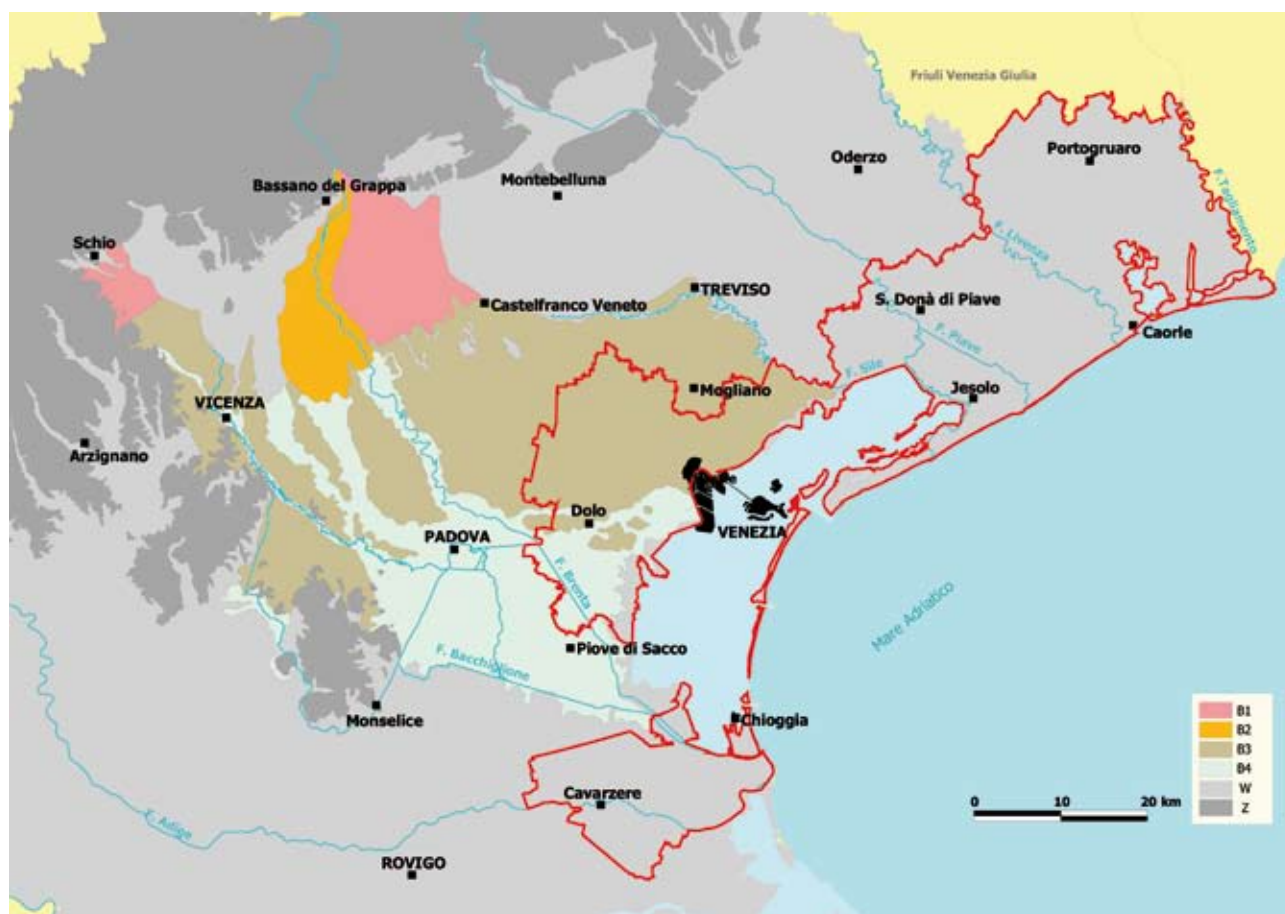 Friuli Venezia Giulia
Portogruaro
Oderzo
F.Tagliamento
Montebelluna
Bassano del Grappa
F. Livenza
Schio
TREVISO
S. Donà di Piave
Castelfranco Veneto
Caorle
F. Piave
F. Sile
Mogliano
Jesolo
VICENZA
Arzignano
Dolo
VENEZIA
PADOVA
F. Brenta
Mare Adriatico
Piove di Sacco
F. Bacchiglione
Monselice
Chioggia
B1
B2
B3
B4
W
Z
Cavarzere
0 10 20 km
F. Adige
ROVIGO